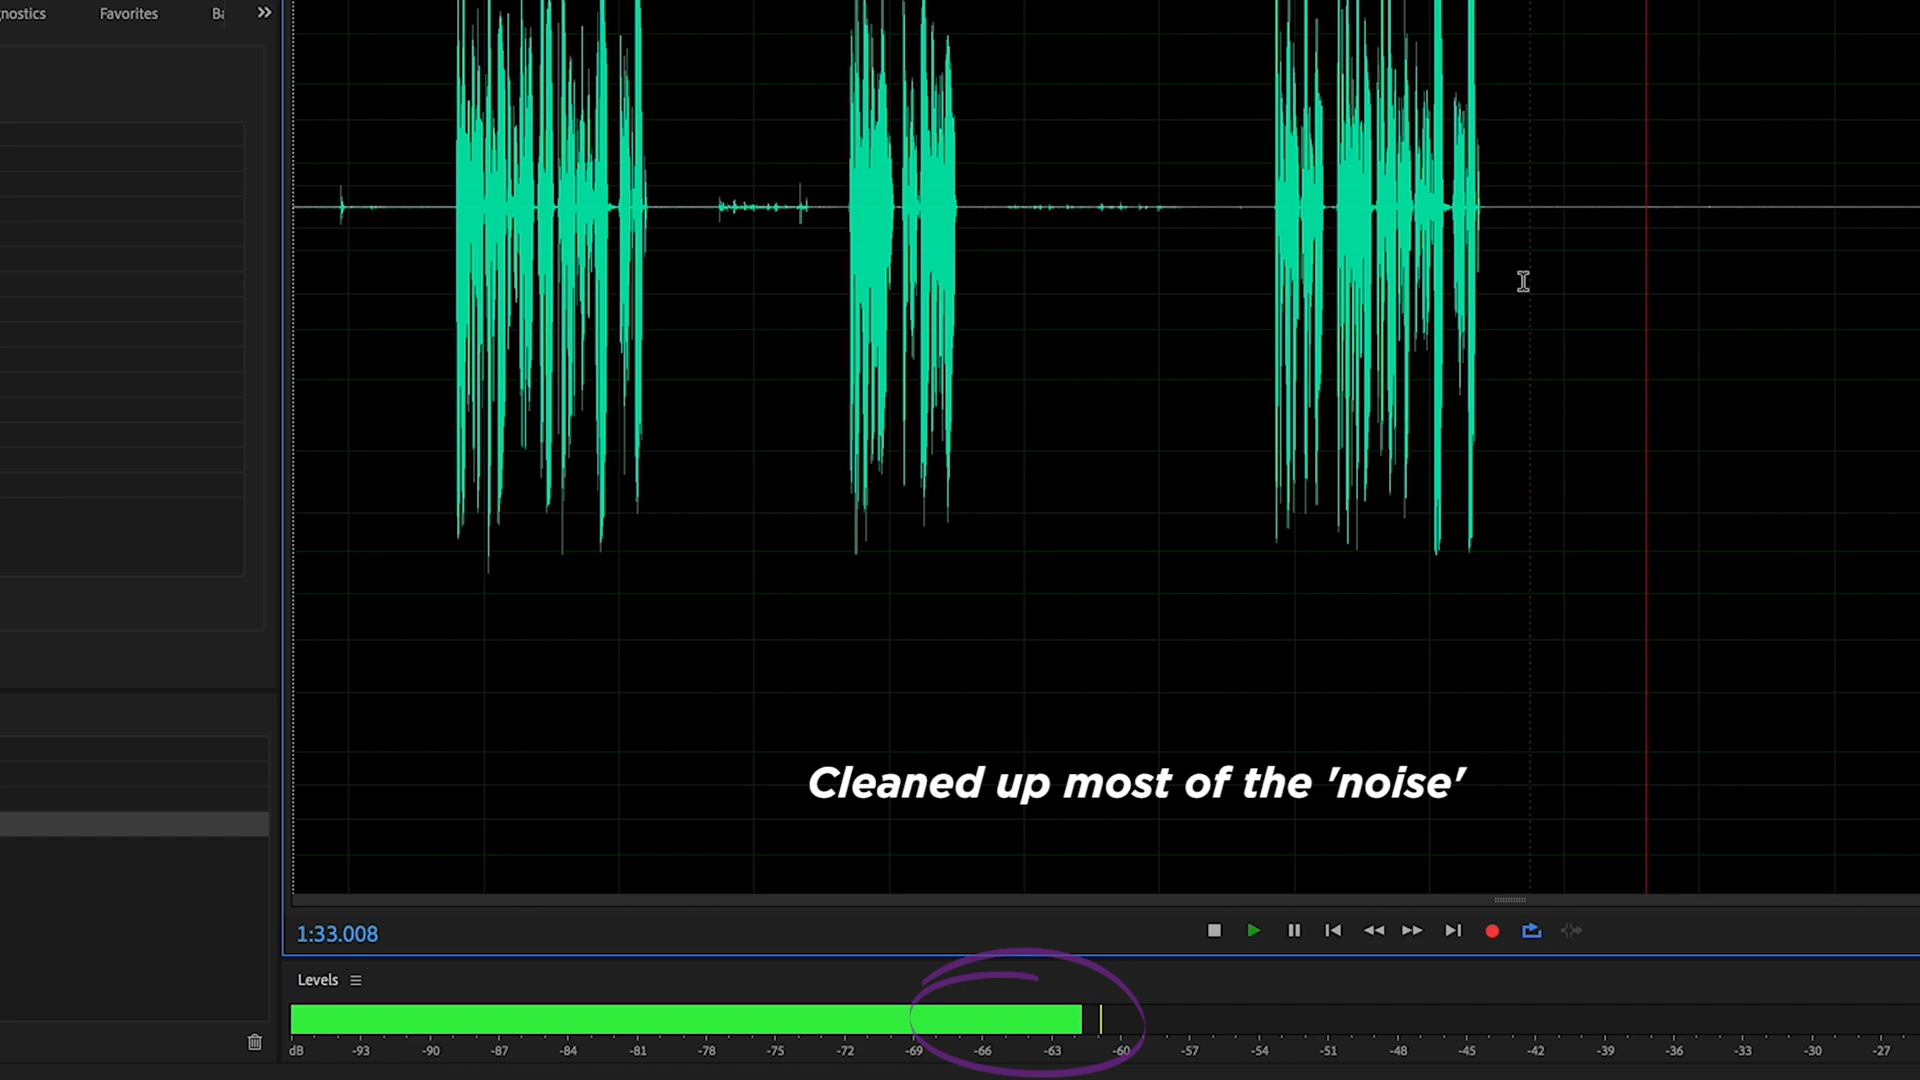 nostics Favorites Ba
Cleaned up most of the 'noise'
1:33.008
Levels
dB -93 -90 -87 -84 -81 -78 -75 -72 -69 -66 -63 -60 -57 -54 -51 -48 -45 -42 -39 -36 -33 -30 -27